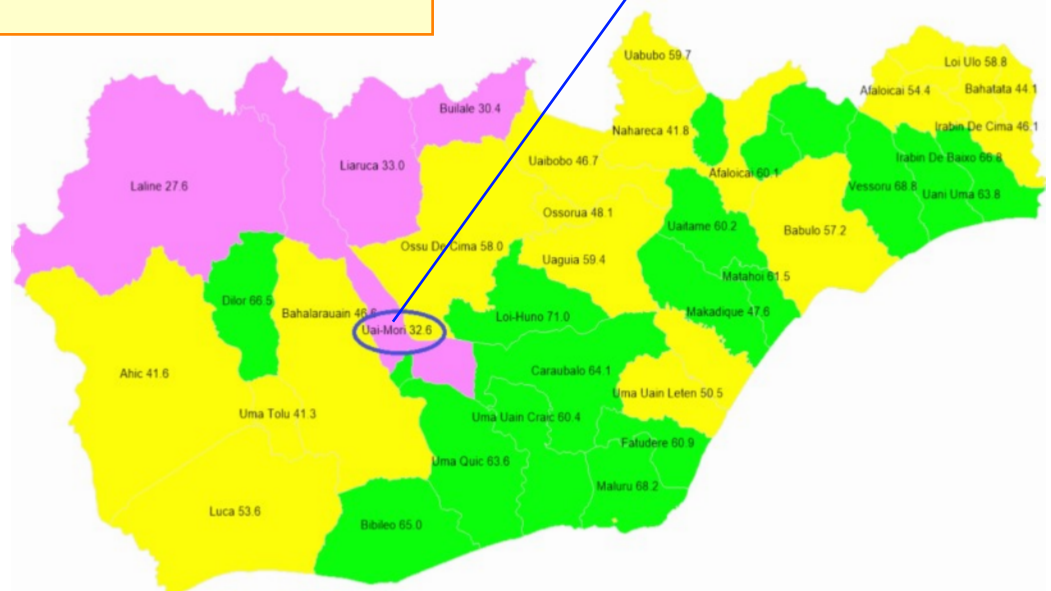 Uabubo 59.7
Loi Ulo 58.8
Afaloicai 54.4
Bahatata 44.1
Builale 30.4
Irabin De Cima 46.1
Nahareca 41.8
Irabin De Baixo 66.8
Uaibobo 46.7
Liaruca 33.0
Afaloicai 60.1
Laline 27.6
Vessoru 68.8
Uani Uma 63.8
Ossorua 48.1
Uaitame 60.2
Babulo 57.2
Ossu De Cima 58.0
Uaguia 59.4
Matahoi 61.5
Dilor 66.5
Bahalarauain 46.6
Loi-Huno 71.0
Makadique 47.6
Uai-Mori 32.6
Ahic 41.6
Caraubalo 64.1
Uma Uain Leten 50.5
Uma Tolu 41.3
Uma Uain Craic 60.4
Fatudere 60.9
Uma Quic 63.6
Maluru 68.2
Luca 53.6
Bibileo 65.0